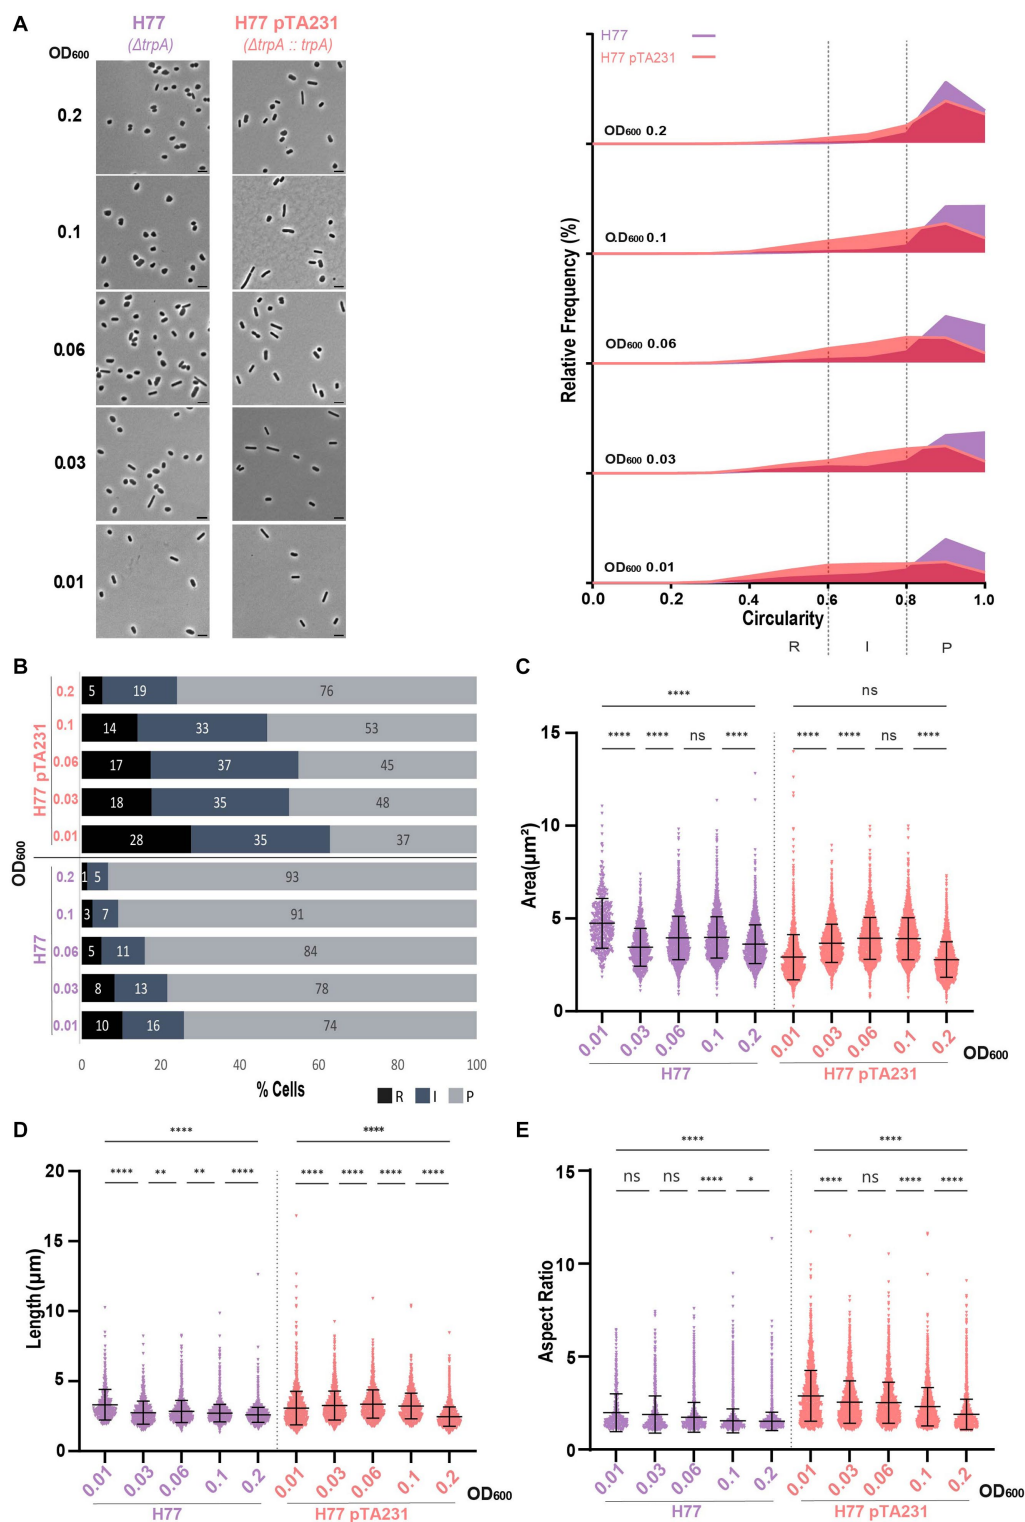 A
H77
(ΔtrpA)
H77 pTA231
(ΔtrpA :: trpA)
OD600
0.2
0.1
0.06
0.03
0.01
H77
H77 pTA231
Relative Frequency (%)
OD600 0.2
OD600 0.1
OD600 0.06
OD600 0.03
OD600 0.01
0.0 0.2 0.4 0.6 0.8 1.0
Circularity
R I P
B
OD600
H77 pTA231
0.2 5 19 76
0.1 14 33 53
0.06 17 37 45
0.03 18 35 48
0.01 28 35 37
H77
0.2 1 5 93
0.1 3 7 91
0.06 5 11 84
0.03 8 13 78
0.01 10 16 74
0 20 40 60 80 100
% Cells
R I P
C
**** ns
**** **** ns **** **** **** ns ****
Area(μm²)
15
10
5
0
0.01 0.03 0.06 0.1 0.2 0.01 0.03 0.06 0.1 0.2
OD600
H77 H77 pTA231
D
**** ****
**** ** ** **** **** **** **** ****
Length (μm)
20
15
10
5
0
0.01 0.03 0.06 0.1 0.2 0.01 0.03 0.06 0.1 0.2
OD600
H77 H77 pTA231
E
**** ****
ns ns **** * **** ns **** ****
Aspect Ratio
15
10
5
0
0.01 0.03 0.06 0.1 0.2 0.01 0.03 0.06 0.1 0.2
OD600
H77 H77 pTA231